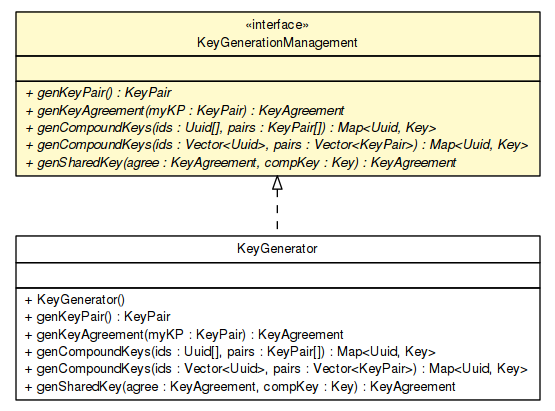 «interface»
KeyGenerationManagement
+ genKeyPair() : KeyPair
+ genKeyAgreement(myKP : KeyPair) : KeyAgreement
+ genCompoundKeys(ids : Uuid[], pairs : KeyPair[]) : Map<Uuid, Key>
+ genCompoundKeys(ids : Vector<Uuid>, pairs : Vector<KeyPair>) : Map<Uuid, Key>
+ genSharedKey(agree : KeyAgreement, compKey : Key) : KeyAgreement
KeyGenerator
+ KeyGenerator()
+ genKeyPair() : KeyPair
+ genKeyAgreement(myKP : KeyPair) : KeyAgreement
+ genCompoundKeys(ids : Uuid[], pairs : KeyPair[]) : Map<Uuid, Key>
+ genCompoundKeys(ids : Vector<Uuid>, pairs : Vector<KeyPair>) : Map<Uuid, Key>
+ genSharedKey(agree : KeyAgreement, compKey : Key) : KeyAgreement